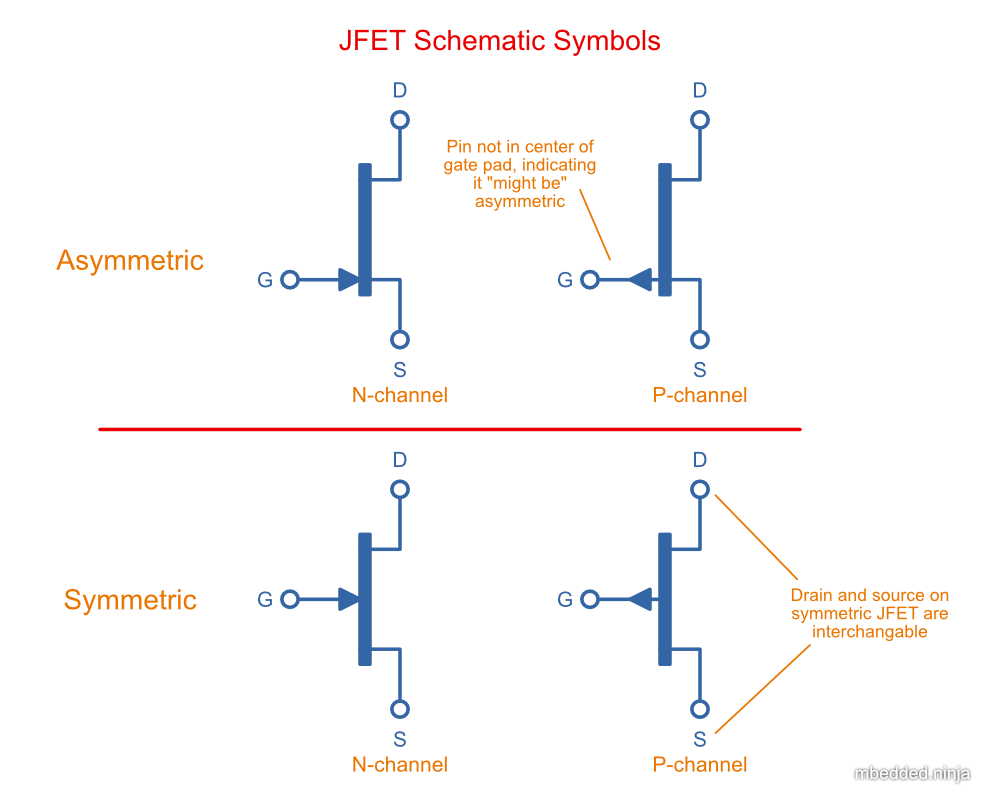 JFET Schematic Symbols
D
D
Pin not in center of
gate pad, indicating
it "might be"
asymmetric
Asymmetric
G
G
S
S
N-channel
P-channel
D
D
Symmetric
G
G
Drain and source on
symmetric JFET are
interchangable
S
S
N-channel
P-channel
mbedded.ninja